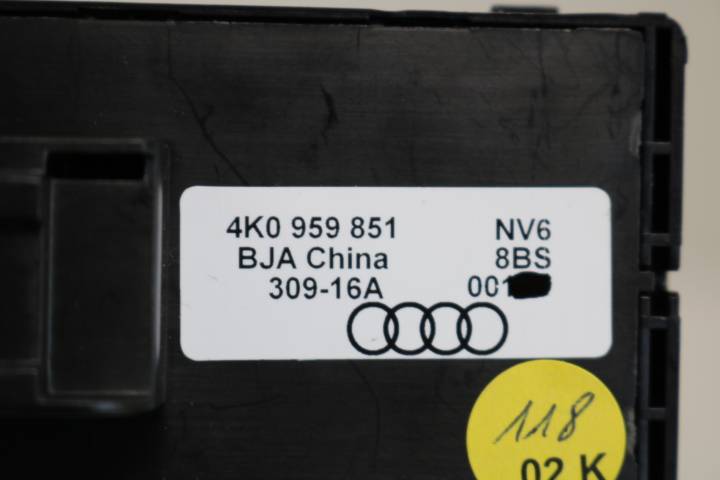 4K0 959 851 NV6
BJA China 8BS
309-16A 001
118
02 K